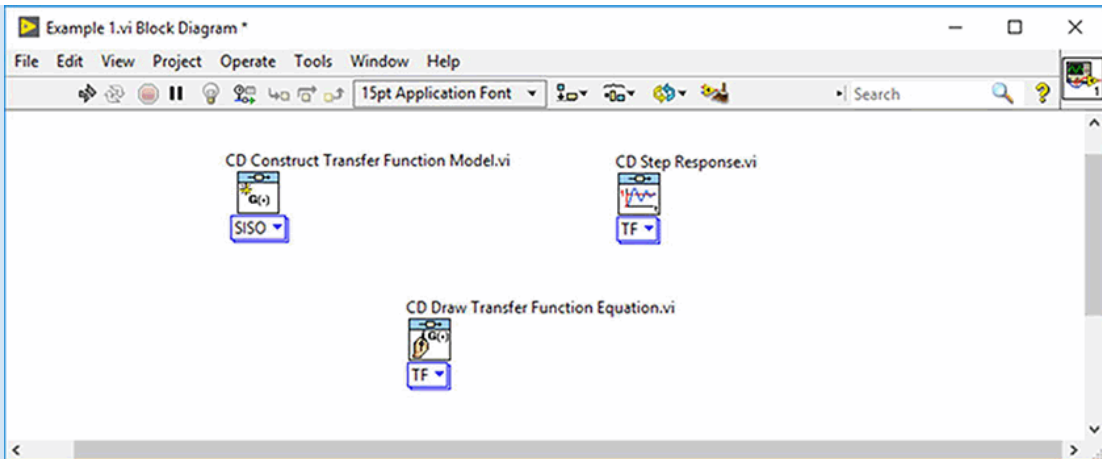 Example 1.vi Block Diagram *
File Edit View Project Operate Tools Window Help
15pt Application Font
Search
1
CD Construct Transfer Function Model.vi
G(·)
SISO
CD Step Response.vi
TF
CD Draw Transfer Function Equation.vi
G(·)
TF